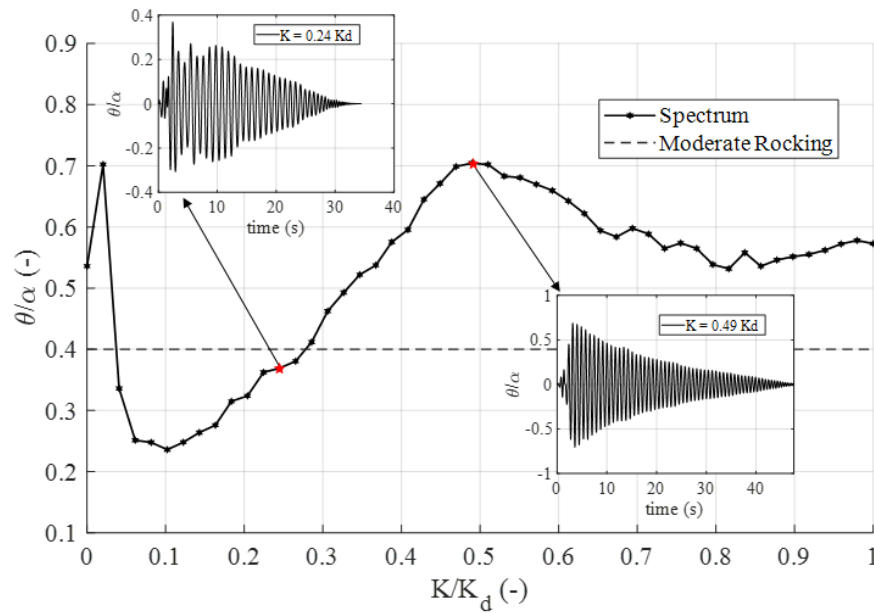 0.4
K = 0.24 Kd
0.2
0
-0.2
-0.4
θ/α
0 10 20 30 40
time (s)
0.9
0.8
0.7
0.6
0.5
0.4
0.3
0.2
0.1
θ/α (-)
Spectrum
Moderate Rocking
1
K = 0.49 Kd
0.5
0
-0.5
-1
θ/α
0 10 20 30 40
time (s)
0 0.1 0.2 0.3 0.4 0.5 0.6 0.7 0.8 0.9 1
K/K_d (-)